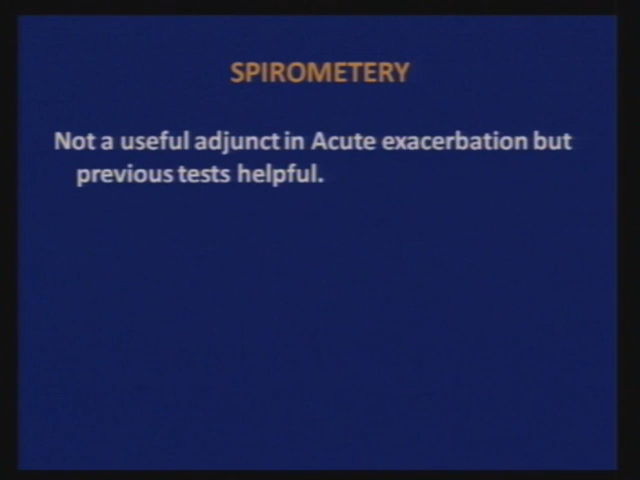 SPIROMETERY
Not a useful adjunct in Acute exacerbation but
previous tests helpful.